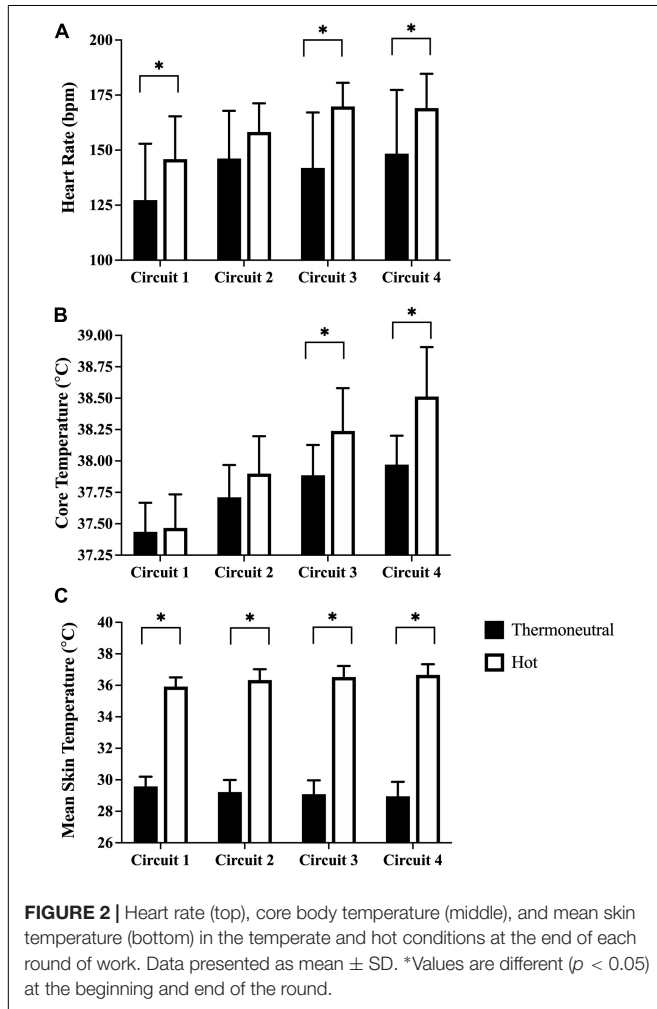 A
200
*
*
*
175
Heart Rate (bpm)
150
125
100
Circuit 1 Circuit 2 Circuit 3 Circuit 4
B
39.00
*
38.75
*
38.50
Core Temperature (°C)
38.25
38.00
37.75
37.50
37.25
Circuit 1 Circuit 2 Circuit 3 Circuit 4
C
40
* * * *
38
Thermoneutral
Hot
36
Mean Skin Temperature (°C)
34
32
30
28
26
Circuit 1 Circuit 2 Circuit 3 Circuit 4
FIGURE 2 | Heart rate (top), core body temperature (middle), and mean skin
temperature (bottom) in the temperate and hot conditions at the end of each
round of work. Data presented as mean ± SD. *Values are different (p < 0.05)
at the beginning and end of the round.